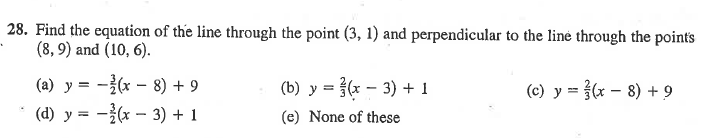 28. Find the equation of the line through the point (3, 1) and perpendicular to the line through the points
(8, 9) and (10, 6).
(a) y = −3/2(x − 8) + 9 (b) y = 2/3(x − 3) + 1 (c) y = 2/3(x − 8) + 9
(d) y = −3/2(x − 3) + 1 (e) None of these